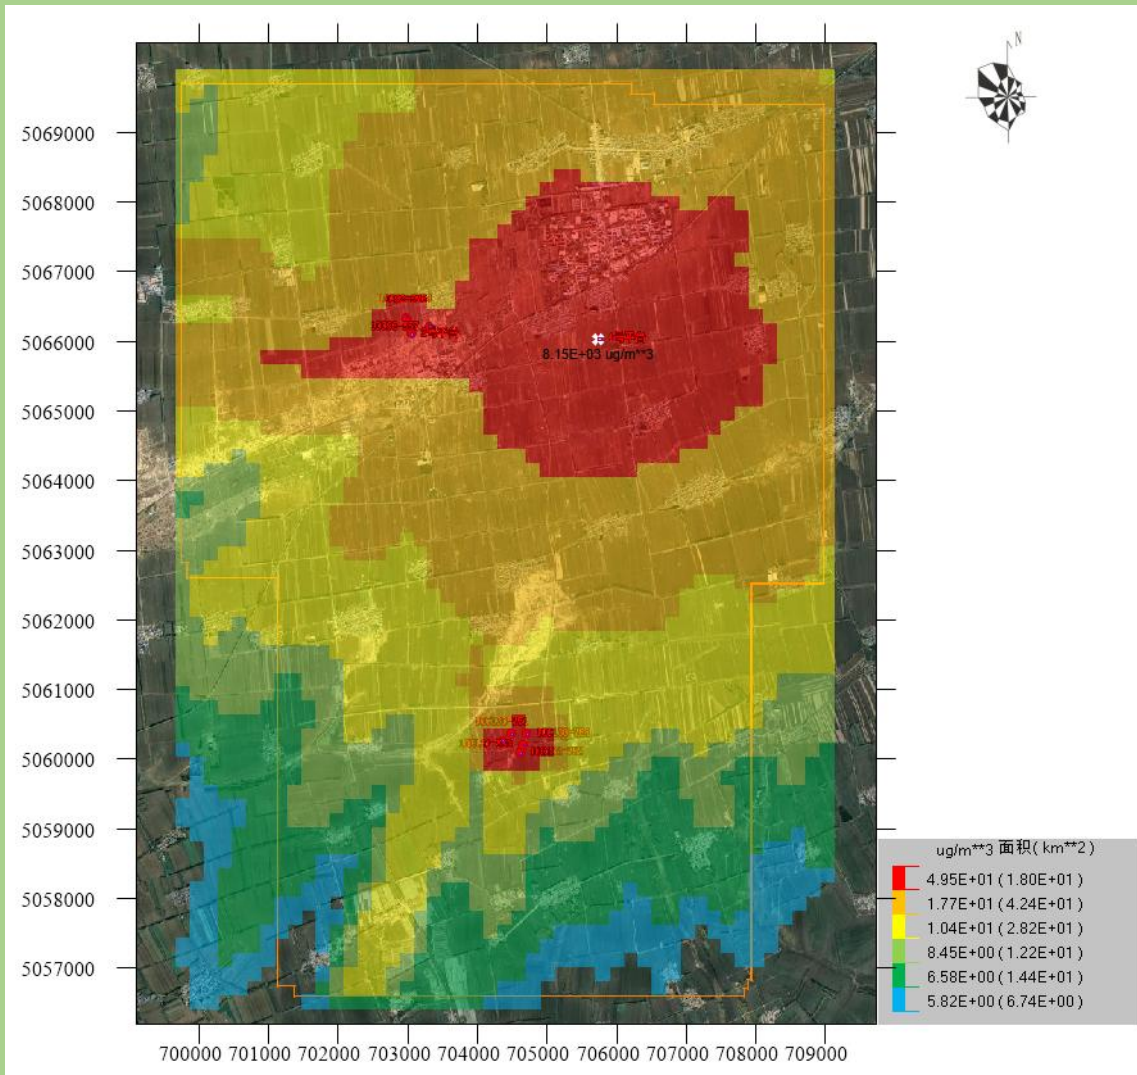 N
5069000
5068000
5067000
5066000
8.15E+03 ug/m**3
5065000
5064000
5063000
5062000
5061000
5060000
5059000
5058000
5057000
ug/m**3 面积( km**2)
4.95E+01 ( 1.80E+01 )
1.77E+01 ( 4.24E+01 )
1.04E+01 ( 2.82E+01 )
8.45E+00 ( 1.22E+01 )
6.58E+00 ( 1.44E+01 )
5.82E+00 ( 6.74E+00 )
700000 701000 702000 703000 704000 705000 706000 707000 708000 709000